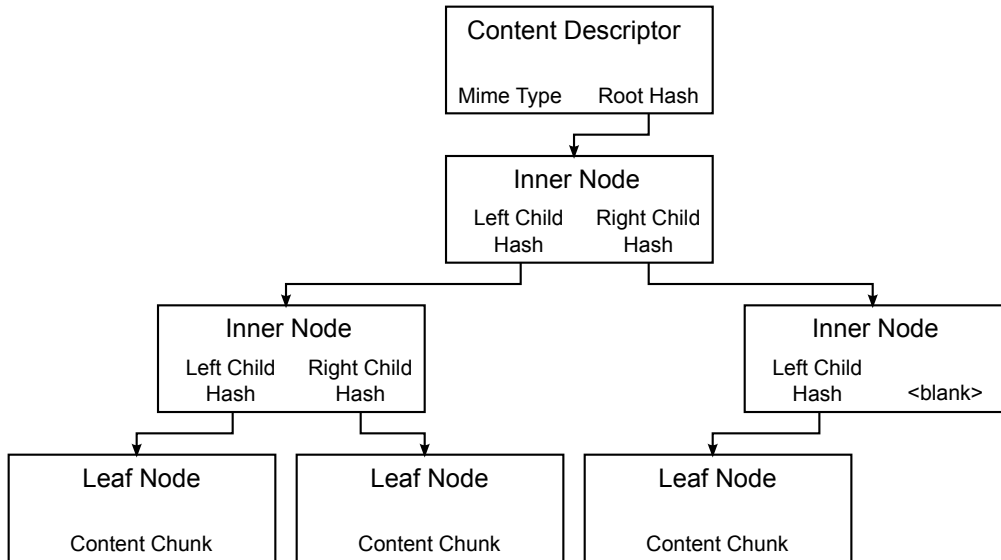 Content Descriptor
Mime Type Root Hash
Inner Node
Left Child Right Child
Hash Hash
Inner Node Inner Node
Left Child Right Child Left Child
Hash Hash Hash <blank>
Leaf Node Leaf Node Leaf Node
Content Chunk Content Chunk Content Chunk